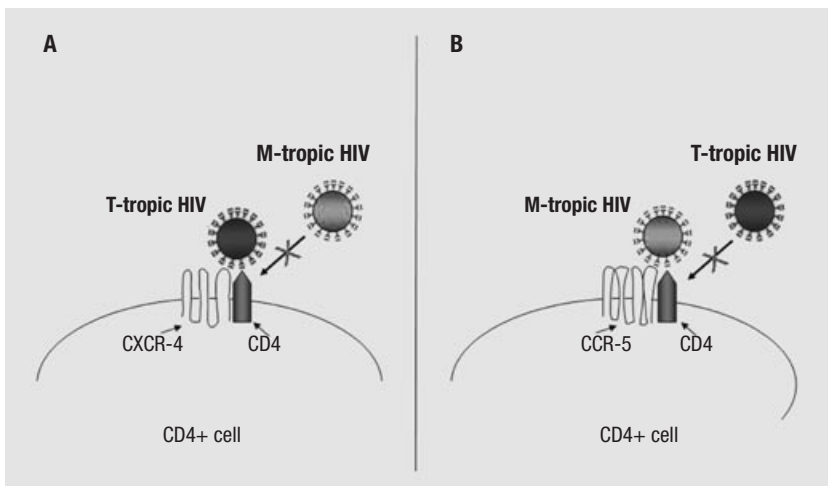 A
M-tropic HIV
T-tropic HIV
CXCR-4
CD4
CD4+ cell
B
T-tropic HIV
M-tropic HIV
CCR-5
CD4
CD4+ cell